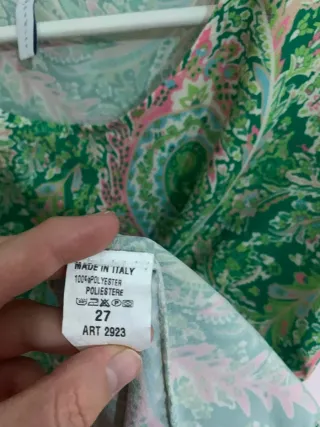 MADE IN ITALY
100%POLYESTER
POLIESTERE
27
ART 2923